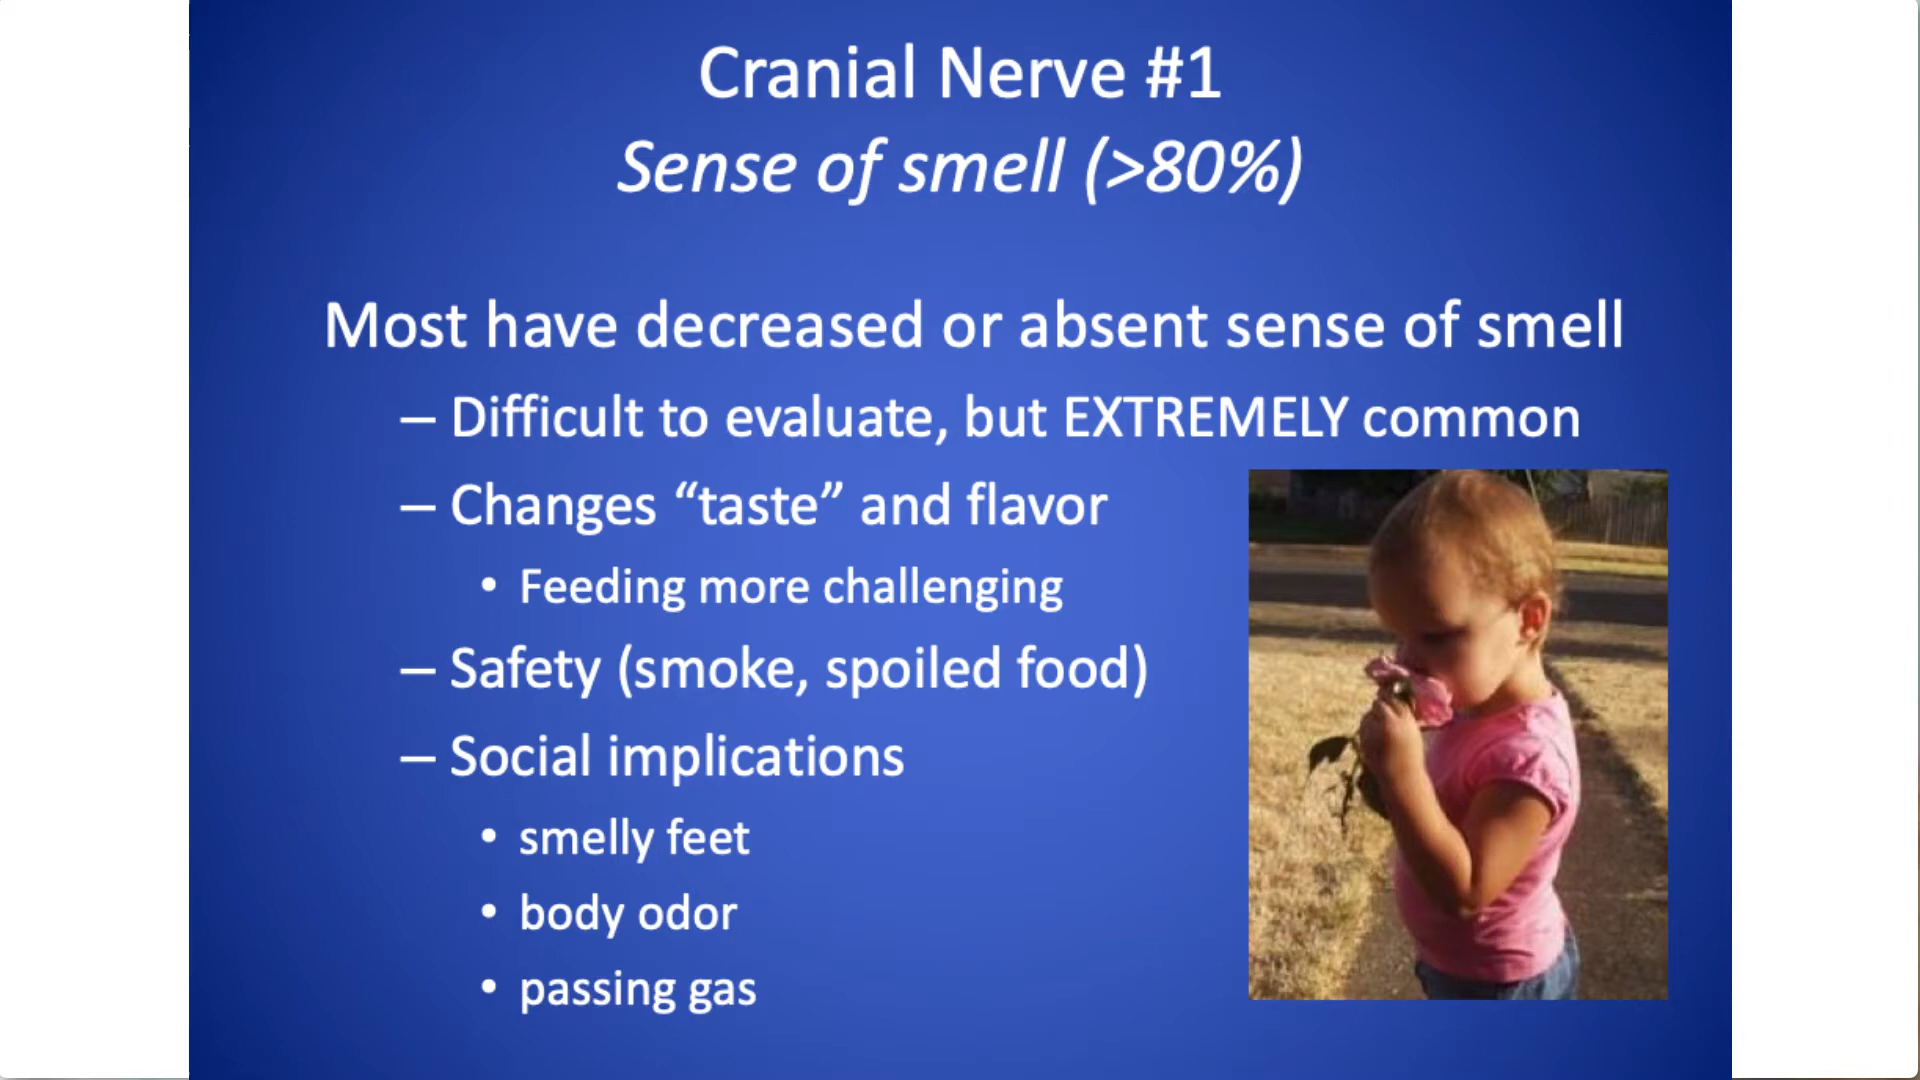 Cranial Nerve #1
Sense of smell (>80%)
Most have decreased or absent sense of smell
– Difficult to evaluate, but EXTREMELY common
– Changes “taste” and flavor
• Feeding more challenging
– Safety (smoke, spoiled food)
– Social implications
• smelly feet
• body odor
• passing gas